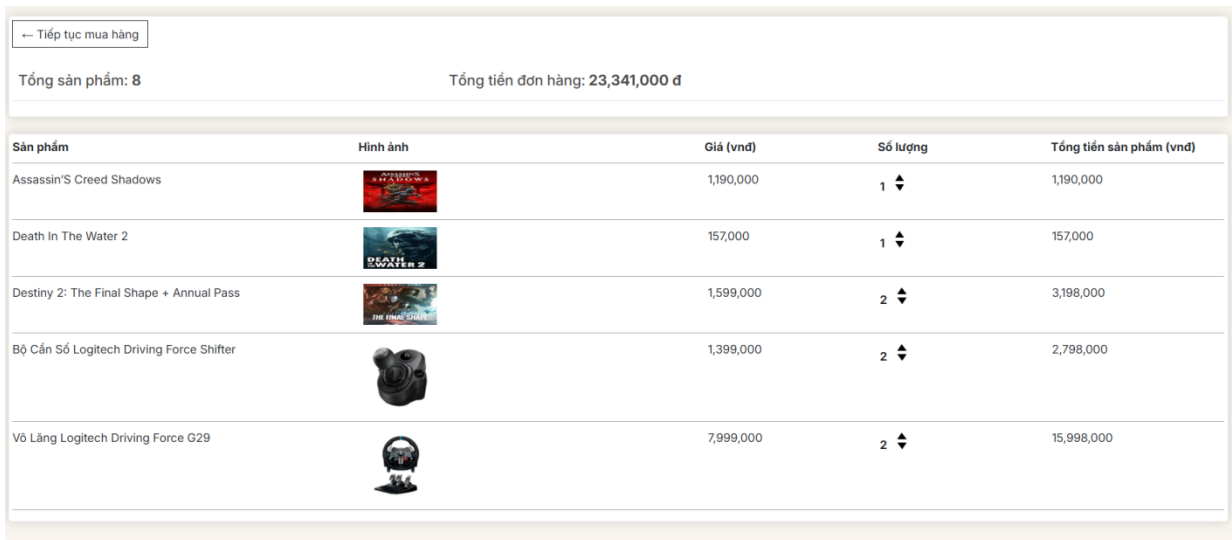 ← Tiếp tục mua hàng
Tổng sản phẩm: 8 Tổng tiền đơn hàng: 23,341,000 đ
Sản phẩm Hình ảnh Giá (vnđ) Số lượng Tổng tiền sản phẩm (vnđ)
Assassin'S Creed Shadows 1,190,000 1 1,190,000
ASSASSIN'S
SHADOWS
Death In The Water 2 157,000 1 157,000
DEATH
IN THE WATER 2
Destiny 2: The Final Shape + Annual Pass 1,599,000 2 3,198,000
THE FINAL SHAPE
Bộ Cần Số Logitech Driving Force Shifter 1,399,000 2 2,798,000
Vô Lăng Logitech Driving Force G29 7,999,000 2 15,998,000